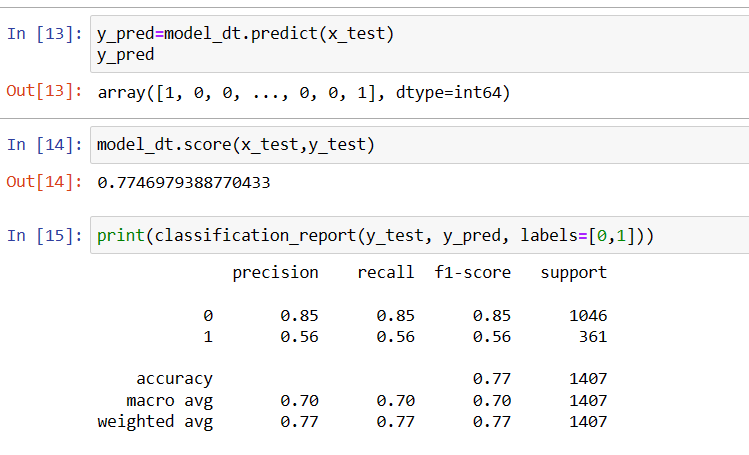 In [13]: y_pred=model_dt.predict(x_test)
y_pred
Out[13]: array([1, 0, 0, ..., 0, 0, 1], dtype=int64)
In [14]: model_dt.score(x_test,y_test)
Out[14]: 0.7746979388770433
In [15]: print(classification_report(y_test, y_pred, labels=[0,1]))
precision recall f1-score support
0 0.85 0.85 0.85 1046
1 0.56 0.56 0.56 361
accuracy 0.77 1407
macro avg 0.70 0.70 0.70 1407
weighted avg 0.77 0.77 0.77 1407